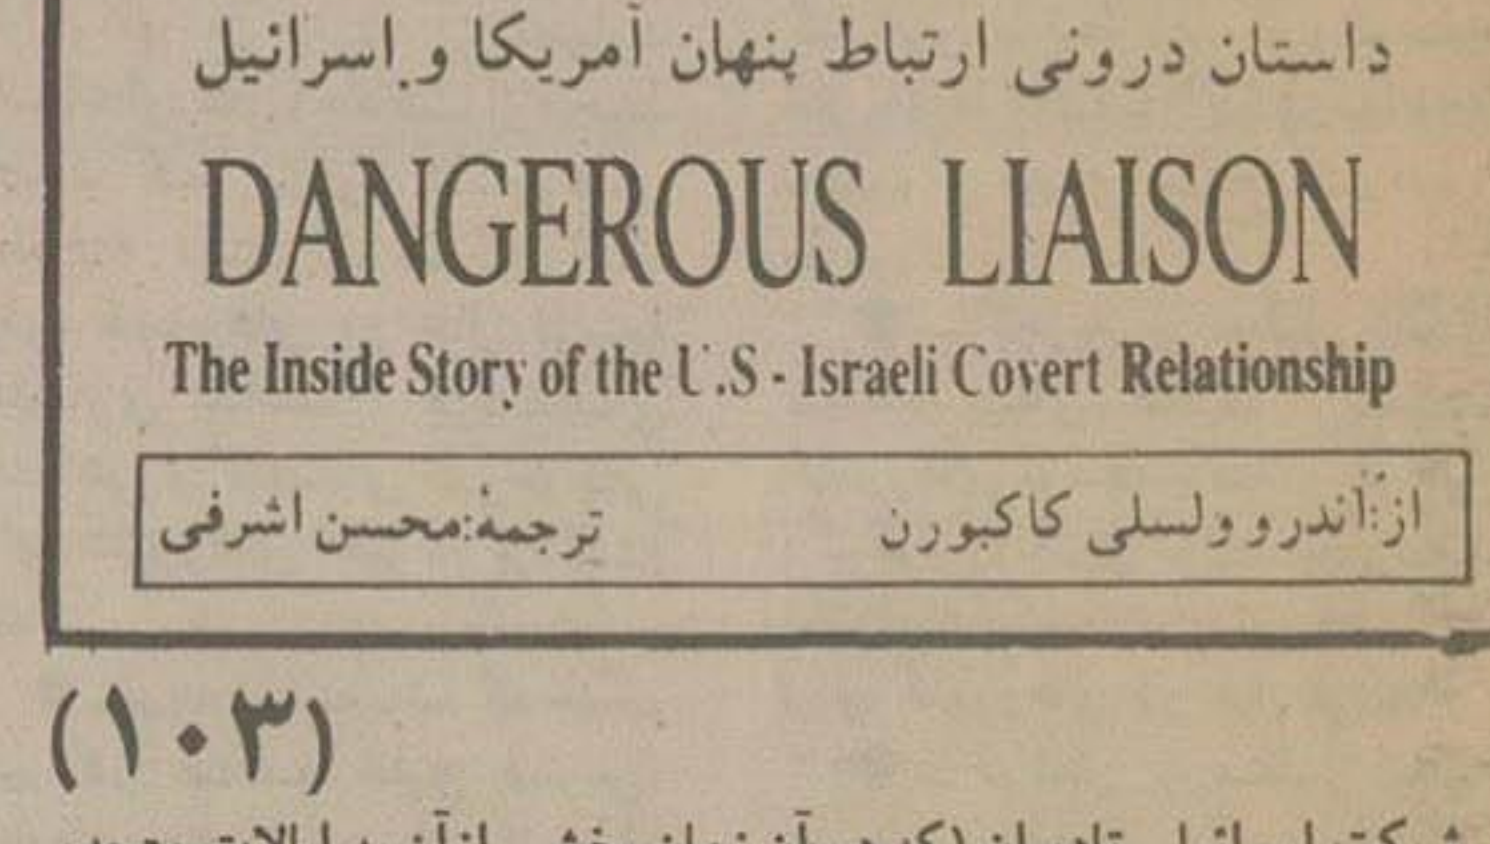 داستان درونی ارتباط پنهان آمریکا و اسرائیل
DANGEROUS LIAISON
The Inside Story of the U.S - Israeli Covert Relationship
از: آندرو و لسلی کاکبورن
ترجمهٔ: محسن اشرفی
(۱۰۳)